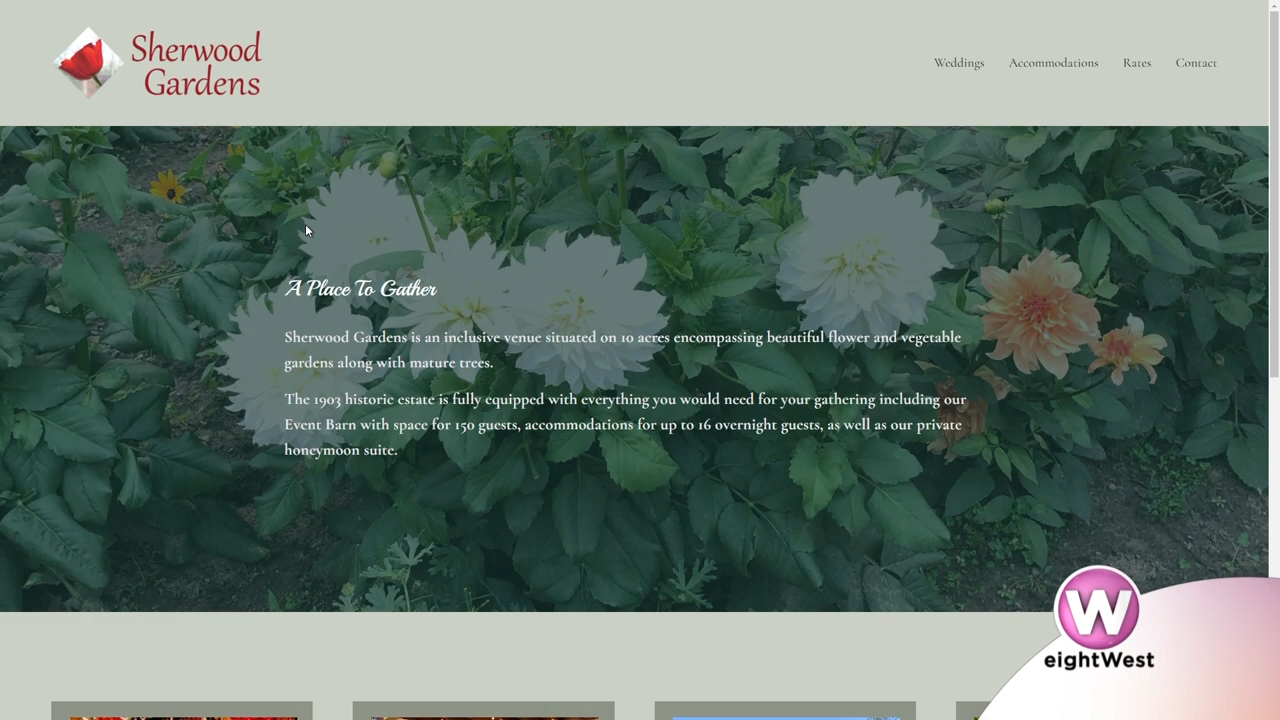 Sherwood
Gardens
Weddings Accommodations Rates Contact
A Place To Gather
Sherwood Gardens is an inclusive venue situated on 10 acres encompassing beautiful flower and vegetable
gardens along with mature trees.
The 1903 historic estate is fully equipped with everything you would need for your gathering including our
Event Barn with space for 150 guests, accommodations for up to 16 overnight guests, as well as our private
honeymoon suite.
W
eightWest